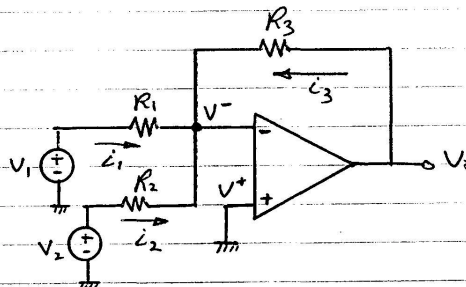 R3
i3
R1
V-
-
V1
+
-
i1
R2
V+
+
V2
+
-
i2